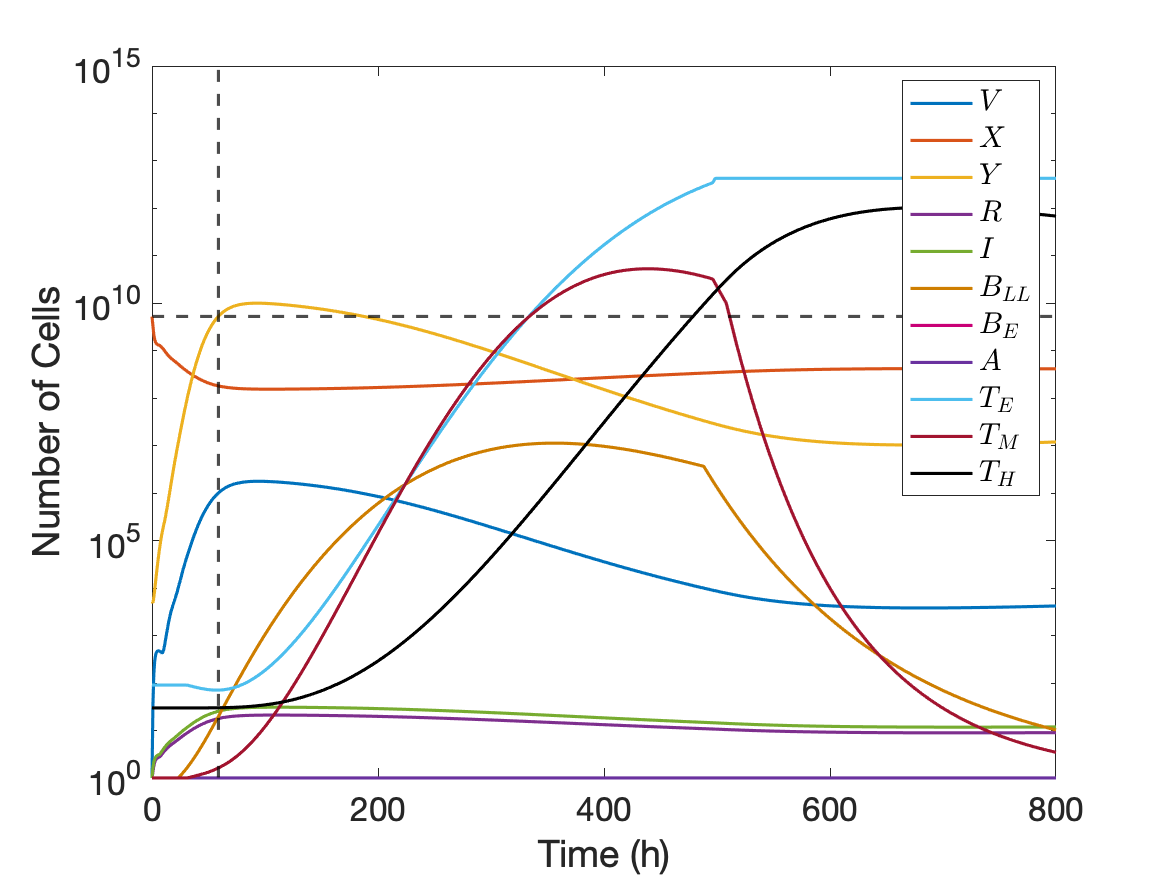 10^15
10^10
10^5
10^0
Number of Cells
0 200 400 600 800
Time (h)
V
X
Y
R
I
B_LL
B_E
A
T_E
T_M
T_H